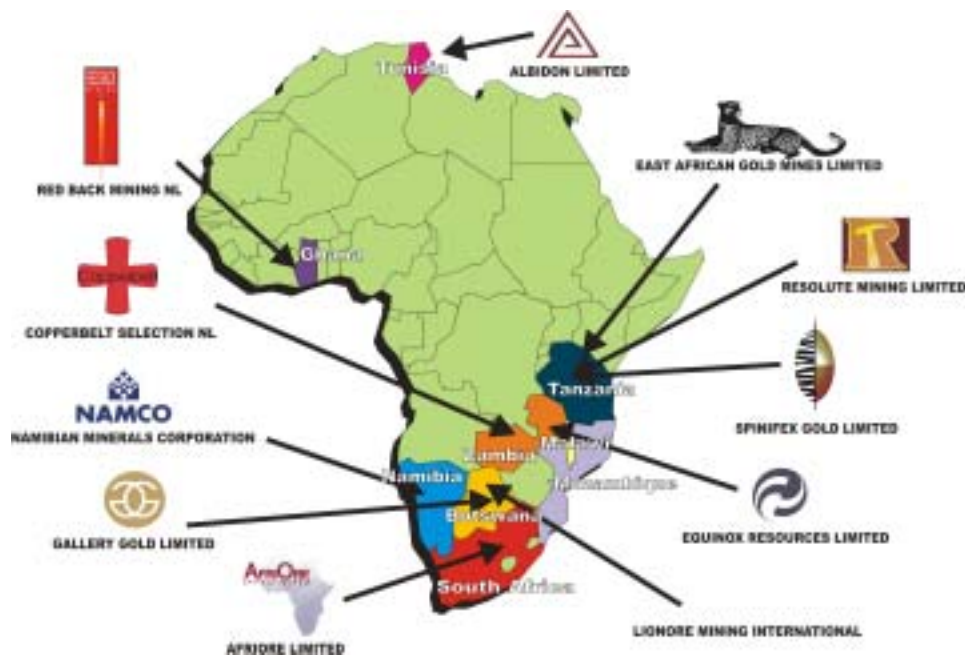 Tunisia
ALBIDON LIMITED
RED BACK MINING NL
EAST AFRICAN GOLD MINES LIMITED
Ghana
RESOLUTE MINING LIMITED
COPPERBELT SELECTION NL
Tanzania
NAMCO
NAMIBIAN MINERALS CORPORATION
SPINIFEX GOLD LIMITED
Malawi
Zambia
Namibia
Mozambique
Botswana
GALLERY GOLD LIMITED
EQUINOX RESOURCES LIMITED
AfriOre
South Africa
AFRIORE LIMITED
LIONORE MINING INTERNATIONAL